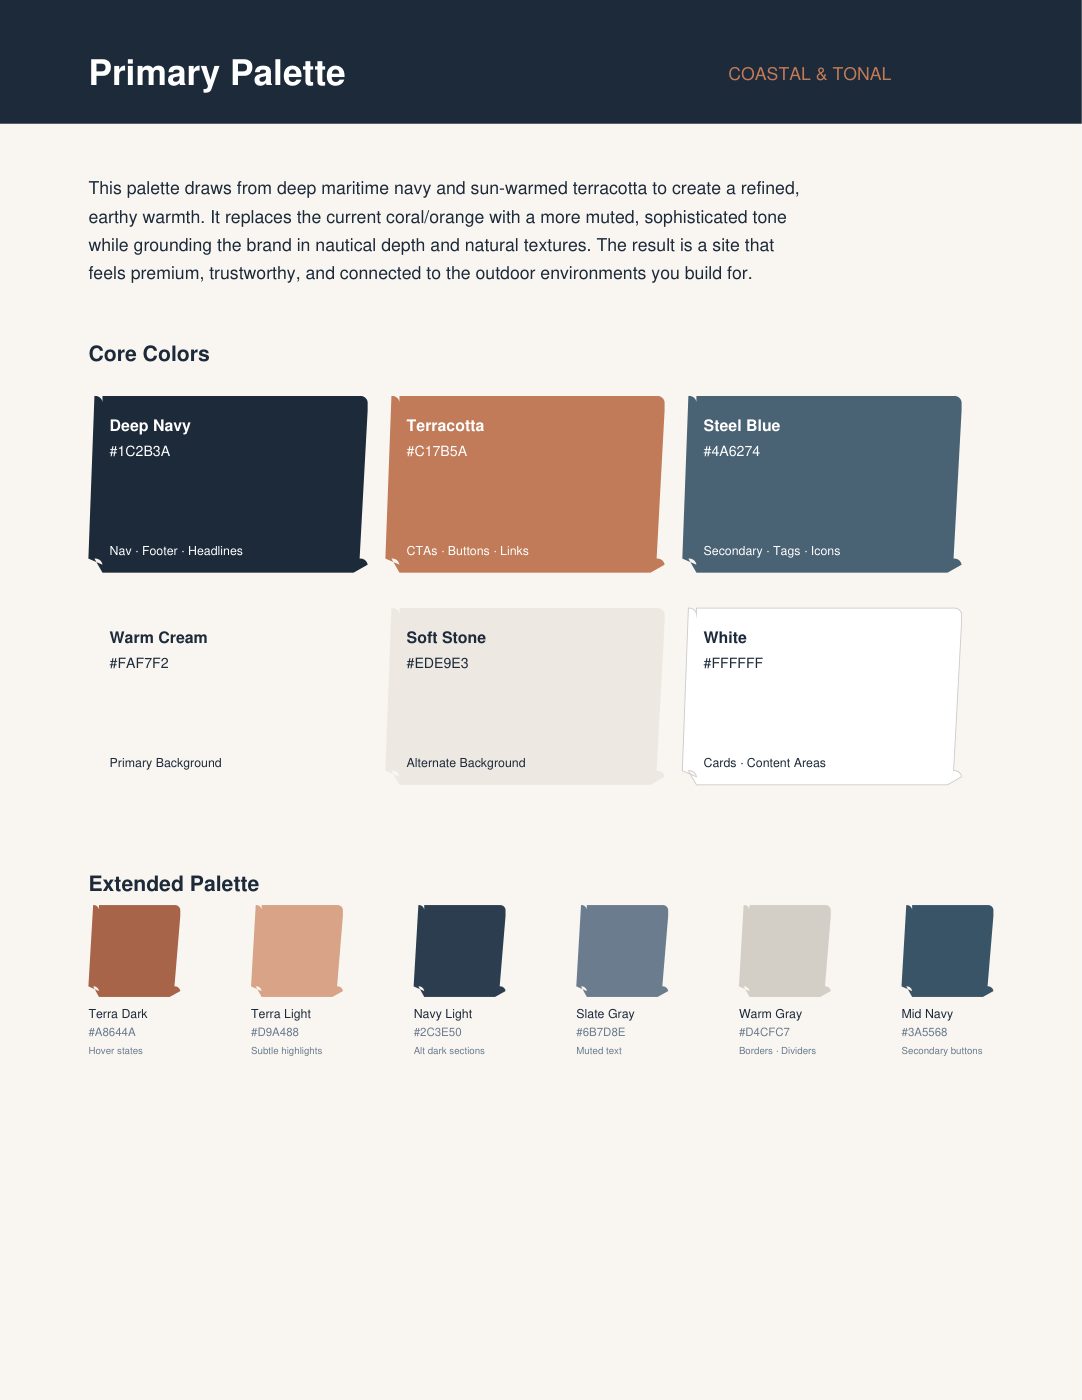 Primary Palette
COASTAL & TONAL
This palette draws from deep maritime navy and sun-warmed terracotta to create a refined,
earthy warmth. It replaces the current coral/orange with a more muted, sophisticated tone
while grounding the brand in nautical depth and natural textures. The result is a site that
feels premium, trustworthy, and connected to the outdoor environments you build for.
Core Colors
Deep Navy
#1C2B3A
Nav · Footer · Headlines
Terracotta
#C17B5A
CTAs · Buttons · Links
Steel Blue
#4A6274
Secondary · Tags · Icons
Warm Cream
#FAF7F2
Primary Background
Soft Stone
#EDE9E3
Alternate Background
White
#FFFFFF
Cards · Content Areas
Extended Palette
Terra Dark
#A8644A
Hover states
Terra Light
#D9A488
Subtle highlights
Navy Light
#2C3E50
Alt dark sections
Slate Gray
#6B7D8E
Muted text
Warm Gray
#D4CFC7
Borders · Dividers
Mid Navy
#3A5568
Secondary buttons